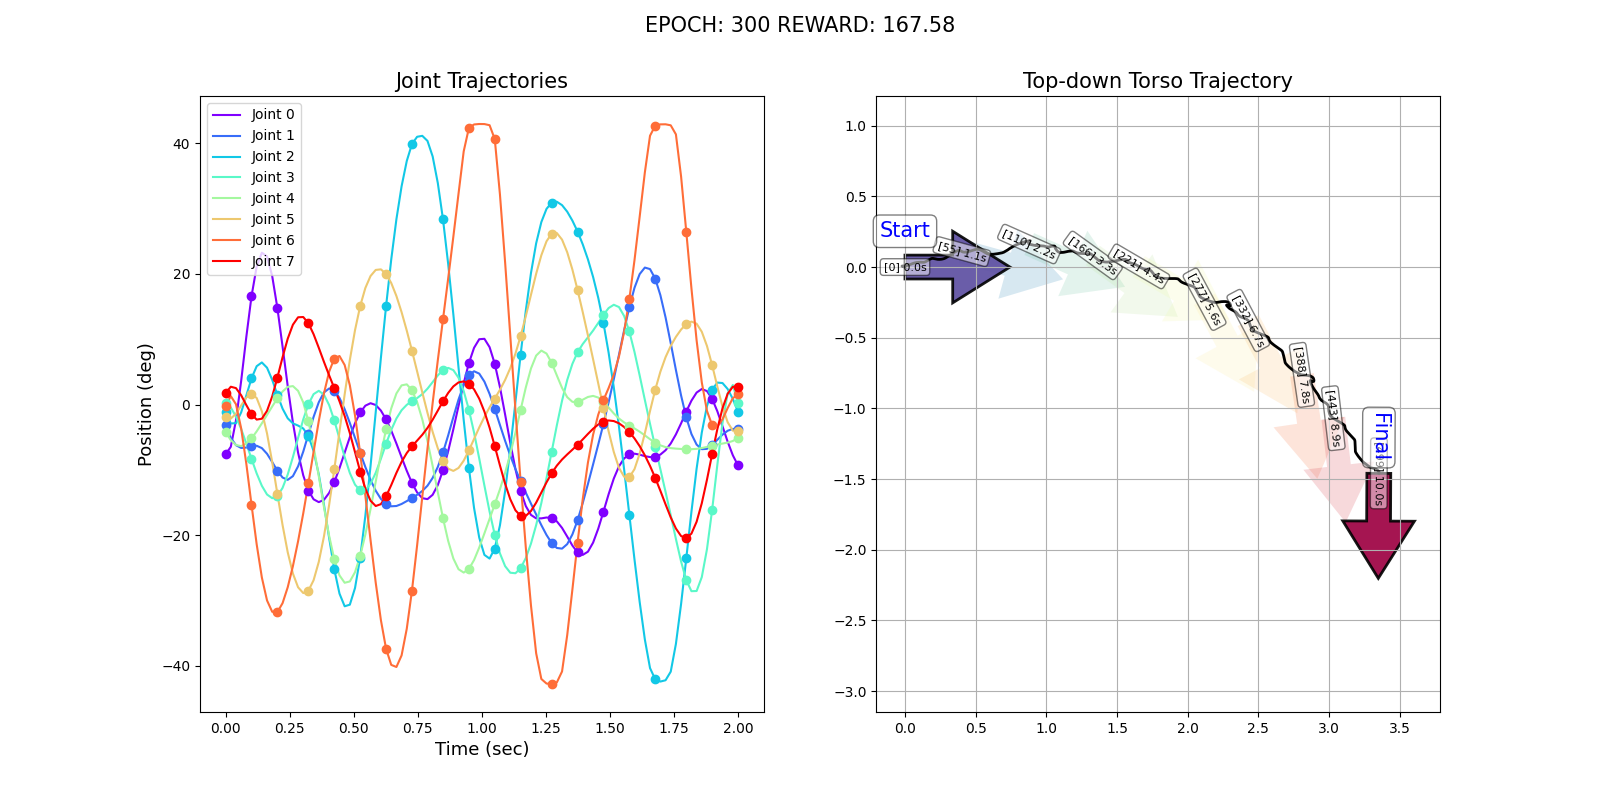 EPOCH: 300 REWARD: 167.58
Joint Trajectories
Joint 0
Joint 1
Joint 2
Joint 3
Joint 4
Joint 5
Joint 6
Joint 7
40
20
0
−20
−40
Position (deg)
0.00 0.25 0.50 0.75 1.00 1.25 1.50 1.75 2.00
Time (sec)
Top-down Torso Trajectory
1.0
0.5
0.0
−0.5
−1.0
−1.5
−2.0
−2.5
−3.0
0.0 0.5 1.0 1.5 2.0 2.5 3.0 3.5
Start
[0] 0.0s
[55] 1.1s
[110] 2.2s
[166] 3.3s
[221] 4.4s
[277] 5.6s
[332] 6.7s
[388] 7.8s
[443] 8.9s
10.0s
Final